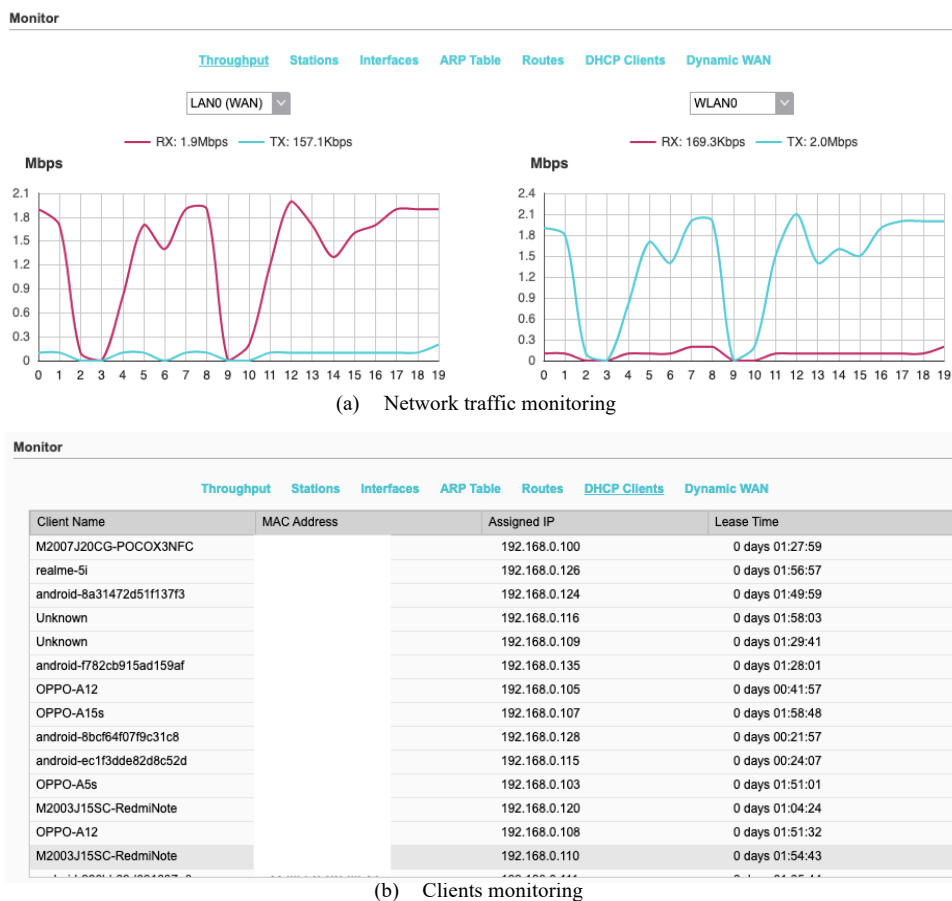 Monitor
Throughput Stations Interfaces ARP Table Routes DHCP Clients Dynamic WAN
LAN0 (WAN) WLAN0
RX: 1.9Mbps TX: 157.1Kbps RX: 169.3Kbps TX: 2.0Mbps
Mbps Mbps
2.1 2.4
1.8 2.1
1.5 1.8
1.2 1.5
0.9 1.2
0.6 0.9
0.3 0.6
0 0.3
0
0 1 2 3 4 5 6 7 8 9 10 11 12 13 14 15 16 17 18 19 0 1 2 3 4 5 6 7 8 9 10 11 12 13 14 15 16 17 18 19
(a) Network traffic monitoring
Monitor
Throughput Stations Interfaces ARP Table Routes DHCP Clients Dynamic WAN
Client Name MAC Address Assigned IP Lease Time
M2007J20CG-POCOX3NFC 192.168.0.100 0 days 01:27:59
realme-5i 192.168.0.126 0 days 01:56:57
android-8a31472d51f137f3 192.168.0.124 0 days 01:49:59
Unknown 192.168.0.116 0 days 01:58:03
Unknown 192.168.0.109 0 days 01:29:41
android-f782cb915ad159af 192.168.0.135 0 days 01:28:01
OPPO-A12 192.168.0.105 0 days 00:41:57
OPPO-A15s 192.168.0.107 0 days 01:58:48
android-8bcf64f07f9c31c8 192.168.0.128 0 days 00:21:57
android-ec1f3dde82d8c52d 192.168.0.115 0 days 00:24:07
OPPO-A5s 192.168.0.103 0 days 01:51:01
M2003J15SC-RedmiNote 192.168.0.120 0 days 01:04:24
OPPO-A12 192.168.0.108 0 days 01:51:32
M2003J15SC-RedmiNote 192.168.0.110 0 days 01:54:43
(b) Clients monitoring